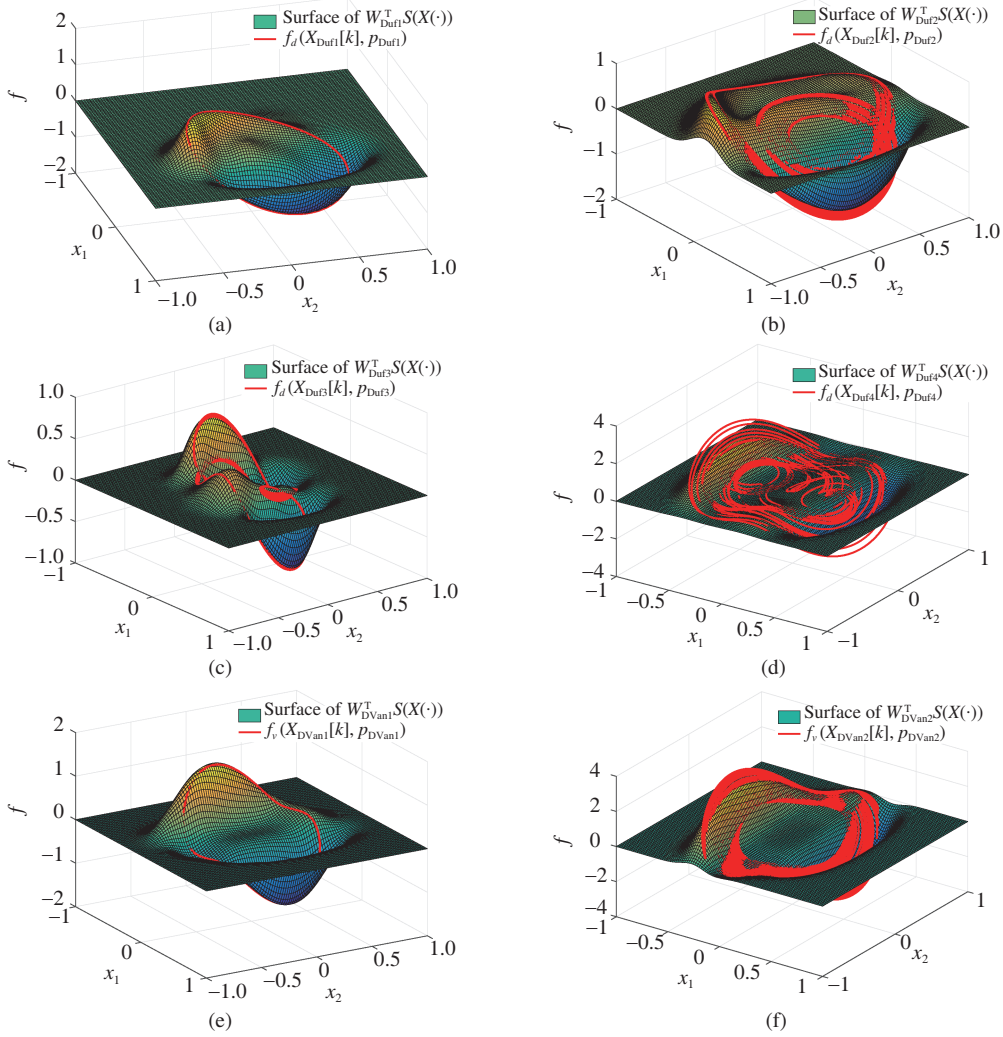 Surface of W_Duf1^T S(X(·))
f_d (X_Duf1[k], p_Duf1)
2
1
0
−1
−2
f
−1
0
1
x_1
−1.0
−0.5
0
0.5
1.0
x_2
(a)
Surface of W_Duf2^T S(X(·))
f_d (X_Duf2[k], p_Duf2)
1
0
−1
−2
f
−1
0
1
x_1
−1.0
−0.5
0
0.5
1.0
x_2
(b)
Surface of W_Duf3^T S(X(·))
f_d (X_Duf3[k], p_Duf3)
1.0
0.5
0
−0.5
−1.0
f
−1
0
1
x_1
−1.0
−0.5
0
0.5
1.0
x_2
(c)
Surface of W_Duf4^T S(X(·))
f_d (X_Duf4[k], p_Duf4)
4
2
0
−2
−4
f
−1
−0.5
0
0.5
1
x_1
−1
0
1
x_2
(d)
Surface of W_DVan1^T S(X(·))
f_v (X_DVan1[k], p_DVan1)
2
1
0
−1
−2
f
−1
0
1
x_1
−1.0
−0.5
0
0.5
1.0
x_2
(e)
Surface of W_DVan2^T S(X(·))
f_v (X_DVan2[k], p_DVan2)
4
2
0
−2
−4
f
−1
−0.5
0
0.5
1
x_1
−1
0
1
x_2
(f)